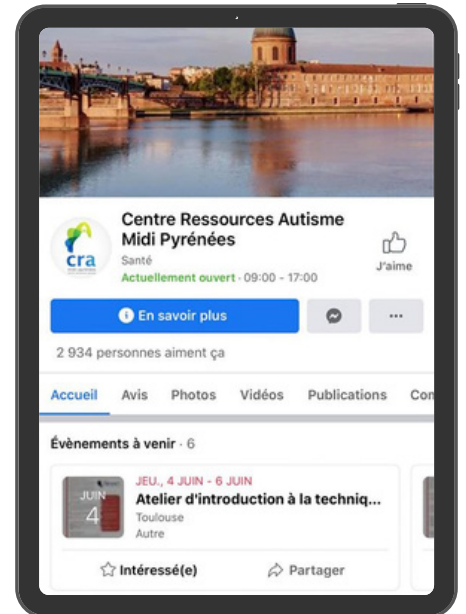 Centre Ressources Autisme
Midi Pyrénées
cra
Santé
Actuellement ouvert · 09:00 - 17:00
J'aime
En savoir plus
2 934 personnes aiment ça
Accueil Avis Photos Vidéos Publications Con
Évènements à venir · 6
JUIN
4
JEU., 4 JUIN - 6 JUIN
Atelier d'introduction à la techniq...
Toulouse
Autre
Intéressé(e) Partager